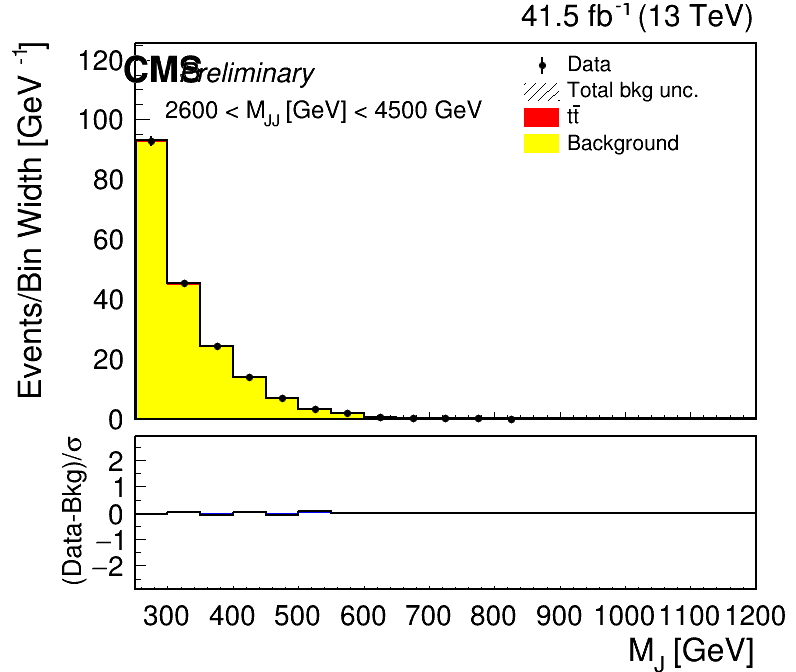 41.5 fb⁻¹ (13 TeV)
CMS Preliminary
2600 < M_JJ [GeV] < 4500 GeV
Data
Total bkg unc.
tt̄
Background
Events/Bin Width [GeV⁻¹]
120
100
80
60
40
20
0
(Data-Bkg)/σ
2
1
0
−1
−2
300 400 500 600 700 800 900 1000 1100 1200
M_J [GeV]